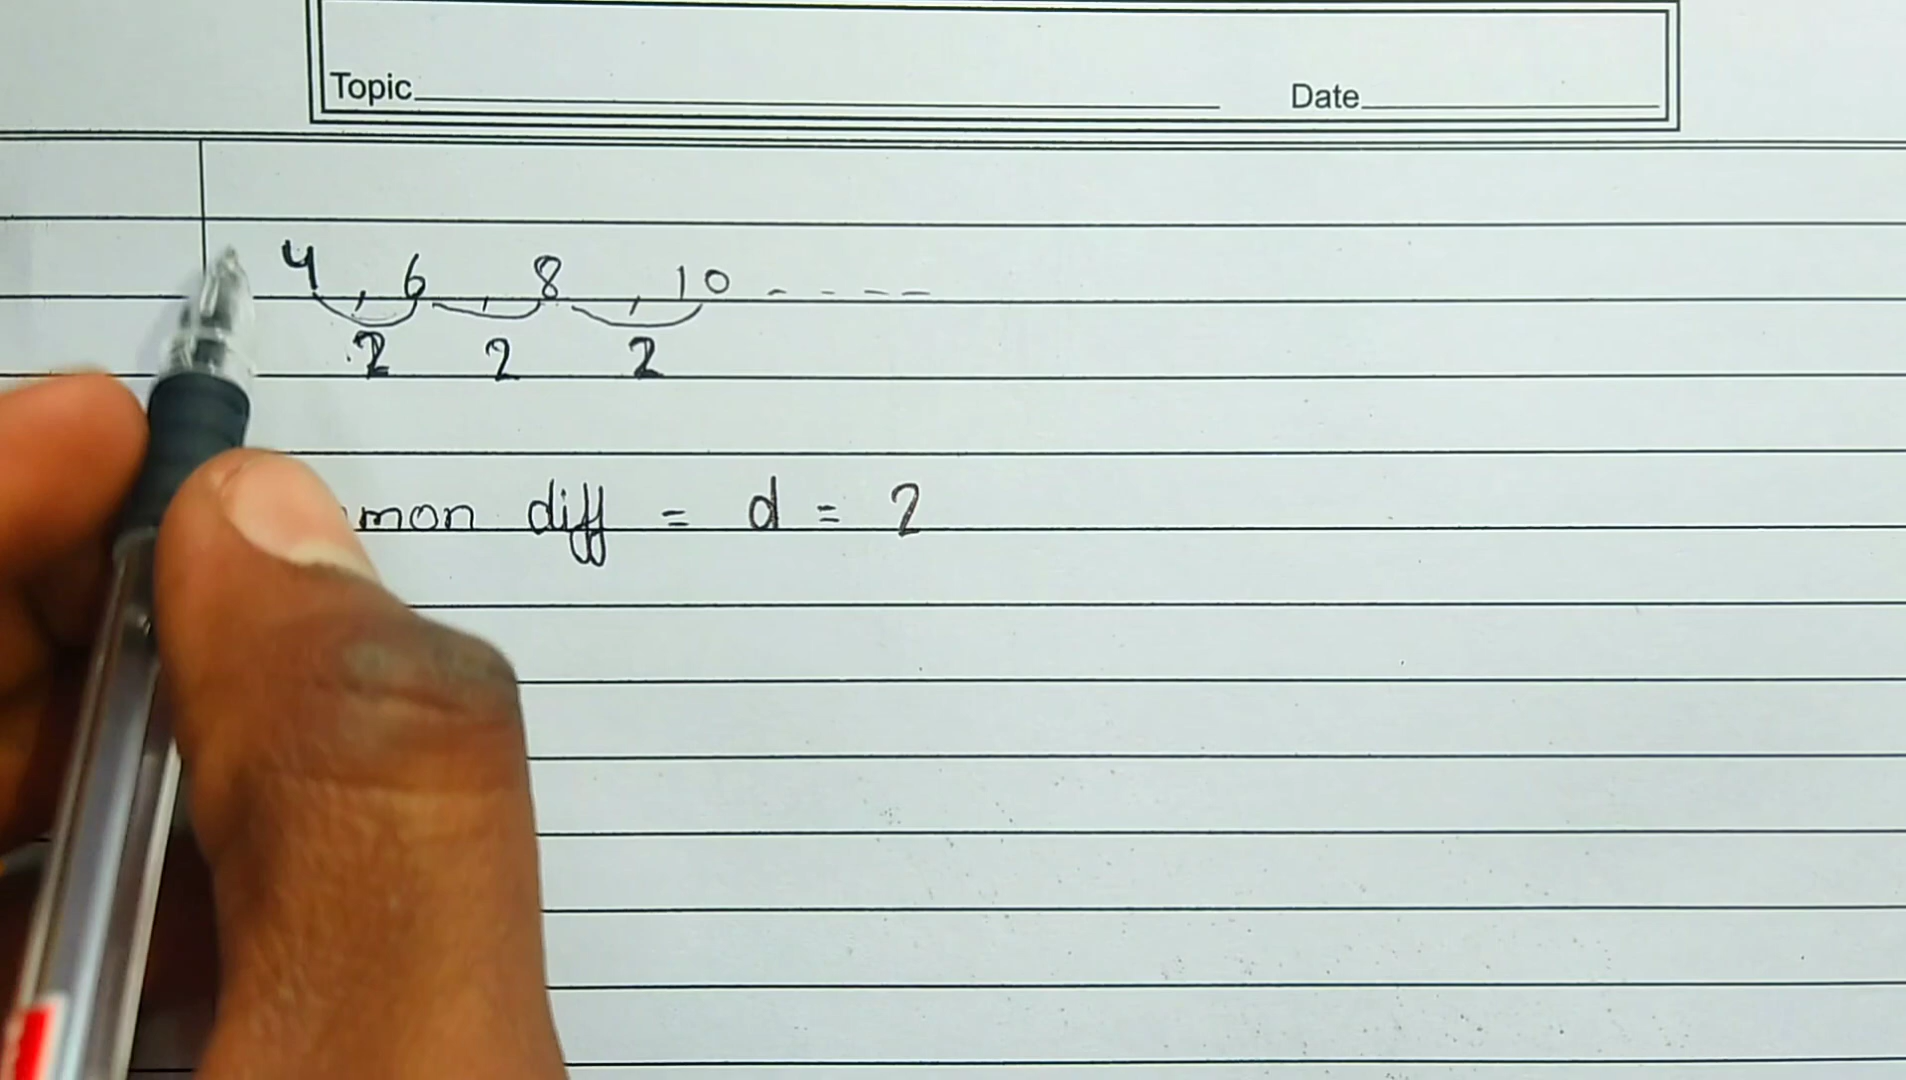 Topic Date
4 , 6 , 8 , 10 - - - -
2 2 2
mon diff = d = 2